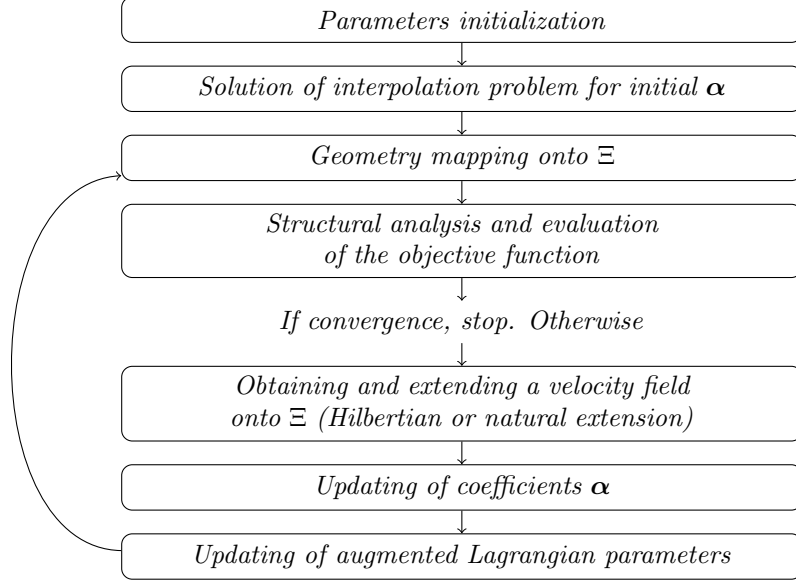 Parameters initialization
Solution of interpolation problem for initial α
Geometry mapping onto Ξ
Structural analysis and evaluation
of the objective function
If convergence, stop. Otherwise
Obtaining and extending a velocity field
onto Ξ (Hilbertian or natural extension)
Updating of coefficients α
Updating of augmented Lagrangian parameters